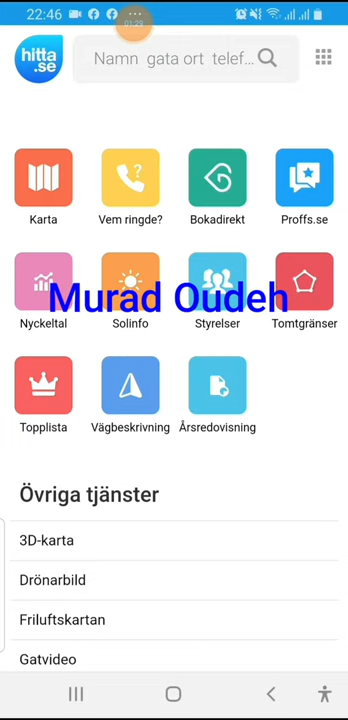 22:46
01:29
hitta
.se
Namn gata ort telef...
Karta
Vem ringde?
Bokadirekt
Proffs.se
Murad Oudeh
Nyckeltal
Solinfo
Styrelser
Tomtgränser
Topplista
Vägbeskrivning
Årsredovisning
Övriga tjänster
3D-karta
Drönarbild
Friluftskartan
Gatvideo